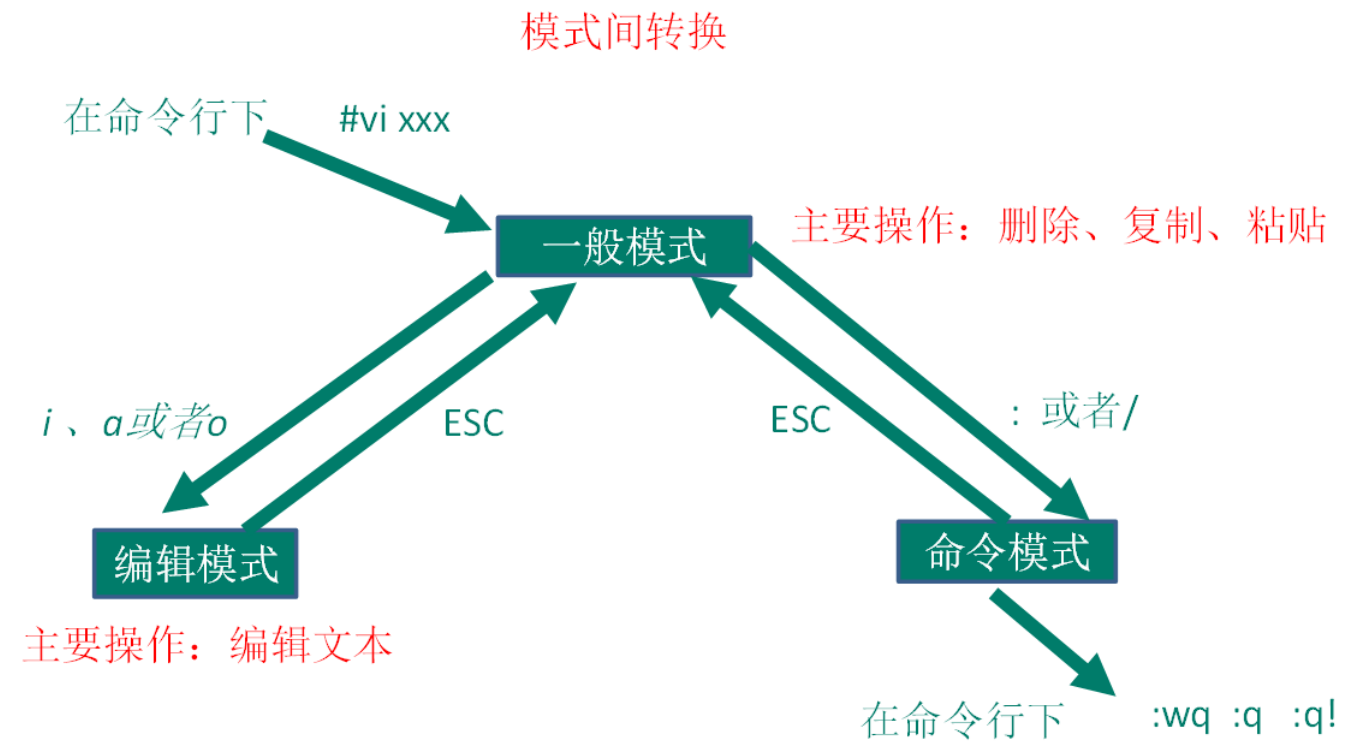 模式间转换
在命令行下 #vi xxx
一般模式
主要操作：删除、复制、粘贴
i 、a或者o
ESC
ESC
: 或者/
编辑模式
命令模式
主要操作：编辑文本
在命令行下 :wq :q :q!